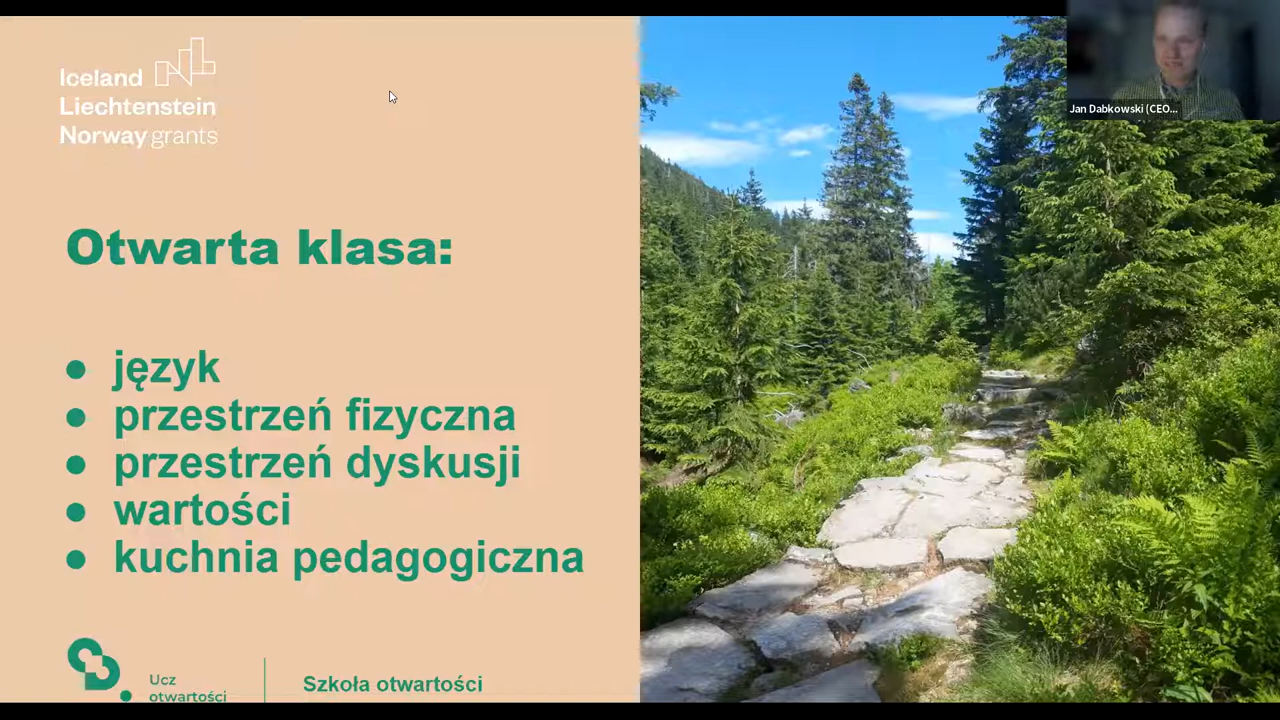 Iceland
Liechtenstein
Norway grants
Jan Dabkowski (CEO...
Otwarta klasa:
● język
● przestrzeń fizyczna
● przestrzeń dyskusji
● wartości
● kuchnia pedagogiczna
Ucz
otwartości
Szkoła otwartości